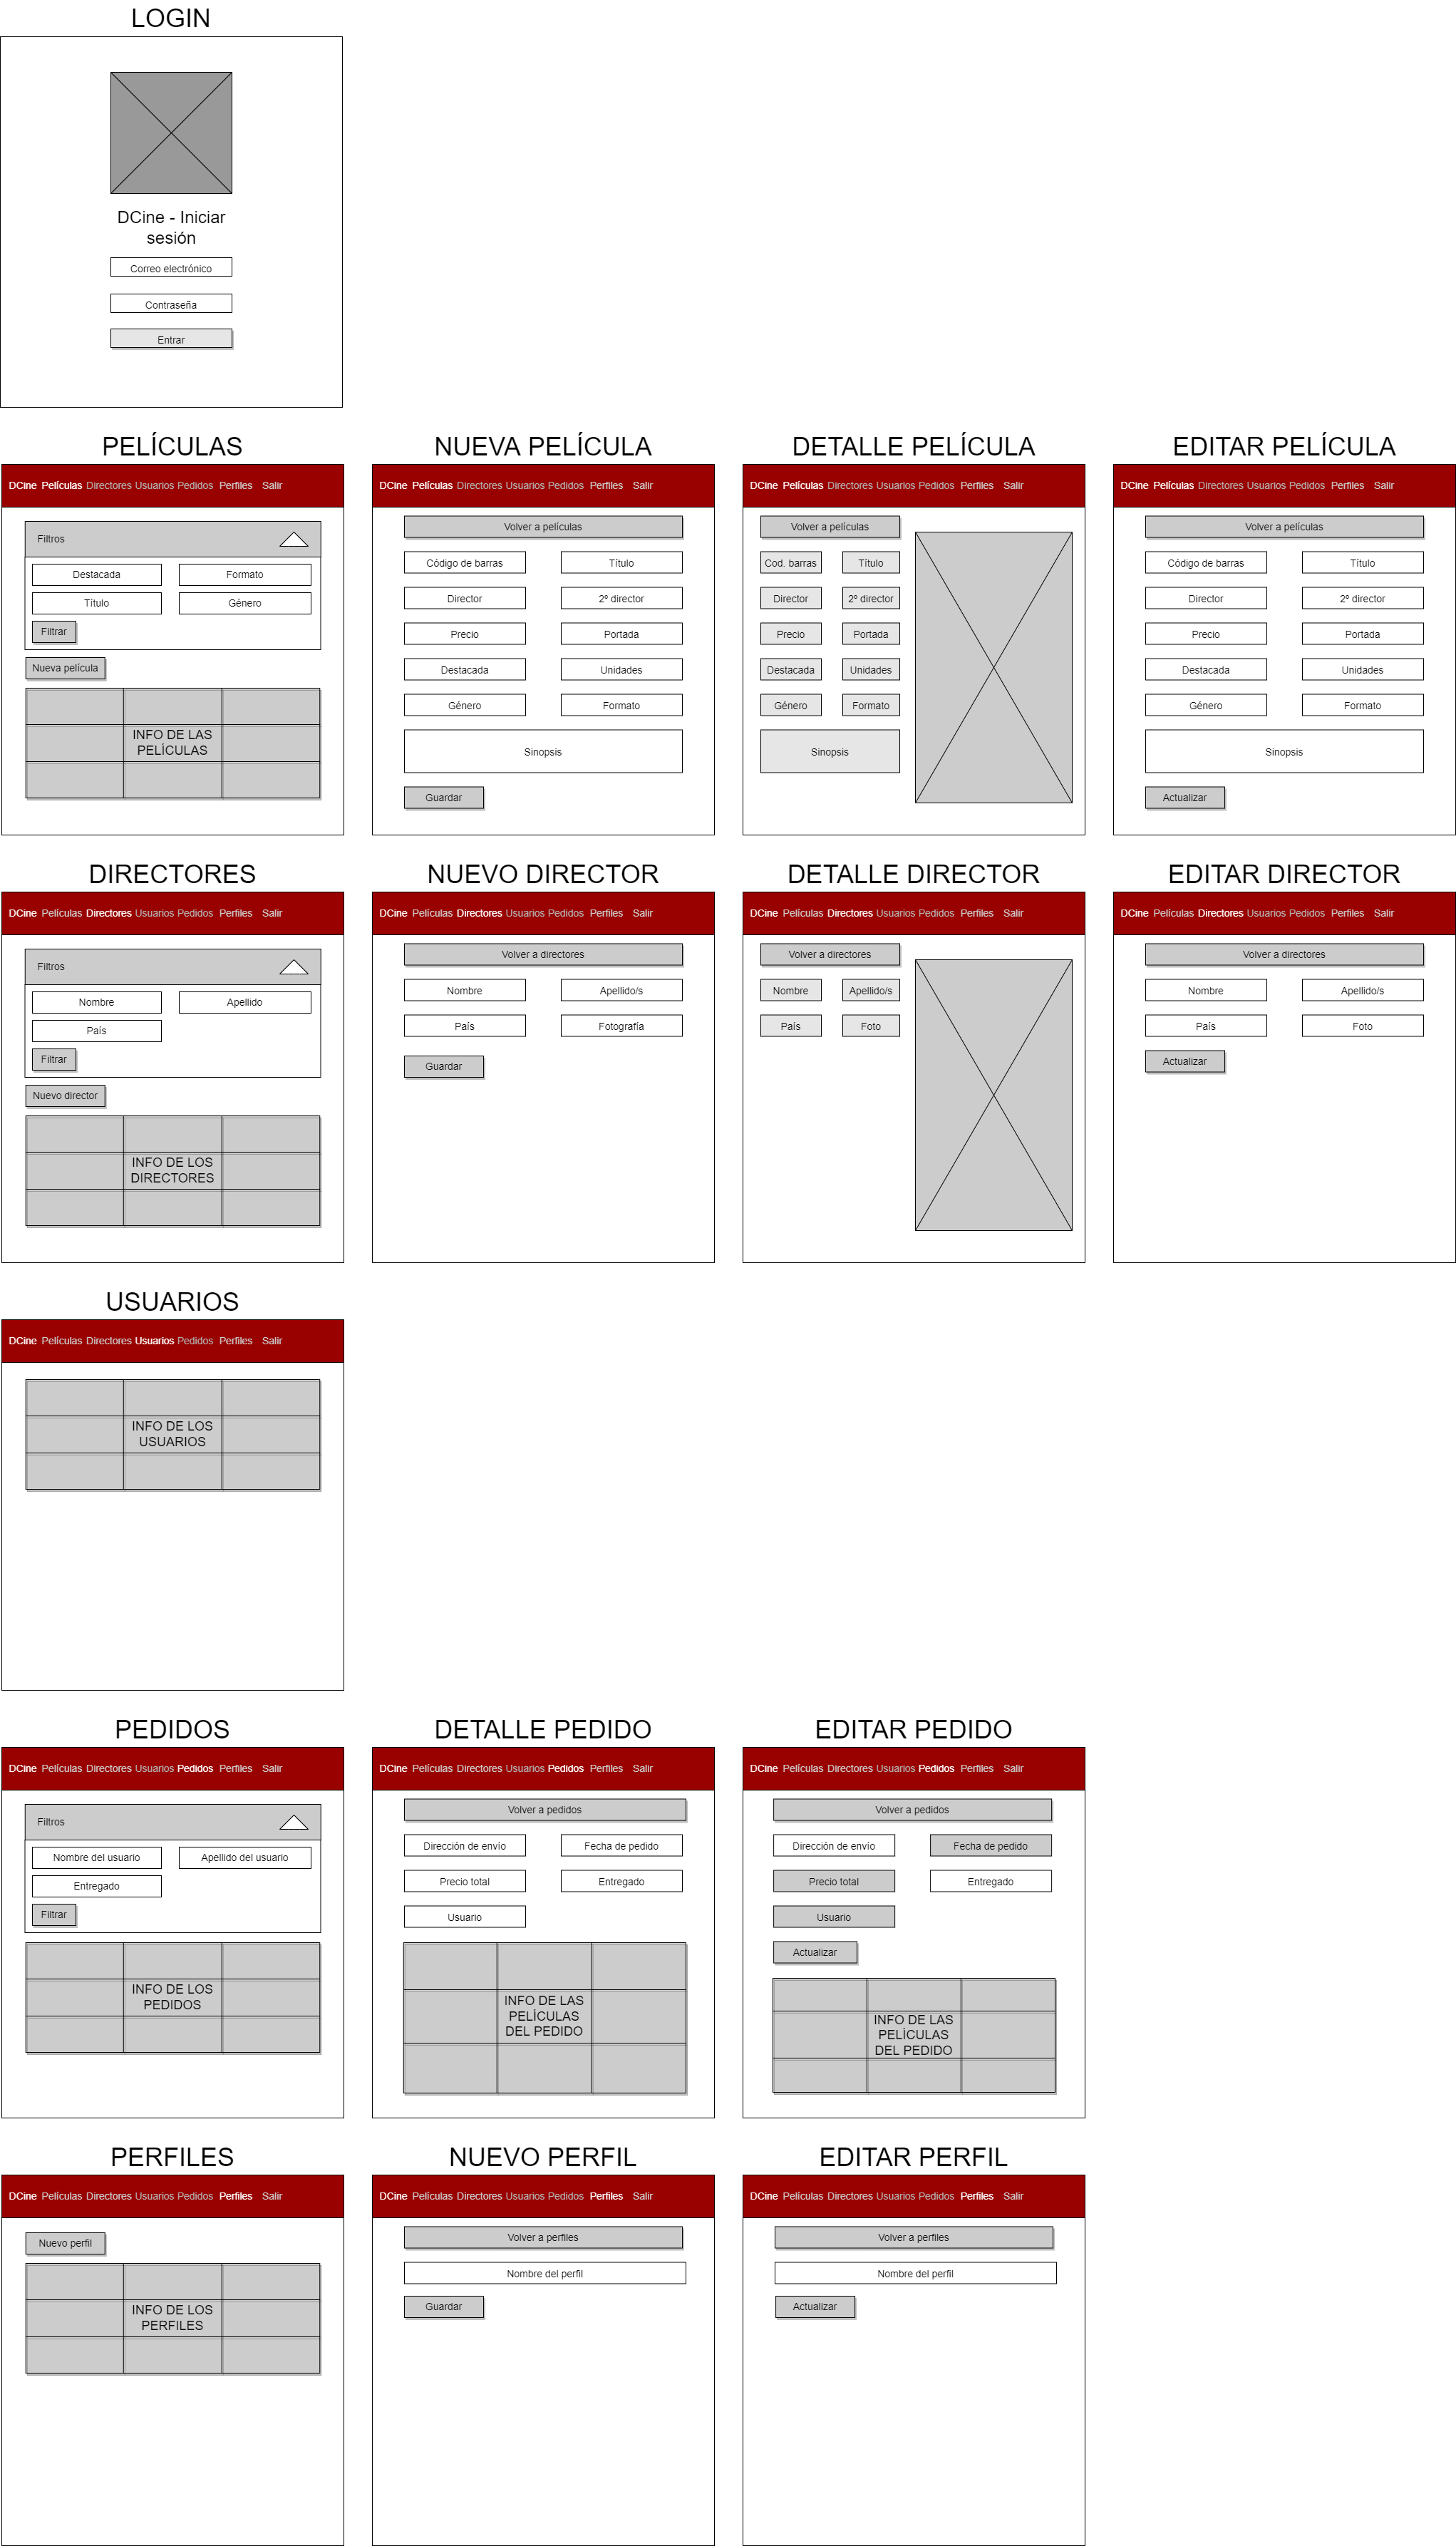 LOGIN
DCine - Iniciar
sesión
Correo electrónico
Contraseña
Entrar
PELÍCULAS
DCine Películas Directores Usuarios Pedidos Perfiles Salir
Filtros
Destacada Formato
Título Género
Filtrar
Nueva película
INFO DE LAS
PELÍCULAS
NUEVA PELÍCULA
DCine Películas Directores Usuarios Pedidos Perfiles Salir
Volver a películas
Código de barras Título
Director 2º director
Precio Portada
Destacada Unidades
Género Formato
Sinopsis
Guardar
DETALLE PELÍCULA
DCine Películas Directores Usuarios Pedidos Perfiles Salir
Volver a películas
Cod. barras Título
Director 2º director
Precio Portada
Destacada Unidades
Género Formato
Sinopsis
EDITAR PELÍCULA
DCine Películas Directores Usuarios Pedidos Perfiles Salir
Volver a películas
Código de barras Título
Director 2º director
Precio Portada
Destacada Unidades
Género Formato
Sinopsis
Actualizar
DIRECTORES
DCine Películas Directores Usuarios Pedidos Perfiles Salir
Filtros
Nombre Apellido
País
Filtrar
Nuevo director
INFO DE LOS
DIRECTORES
NUEVO DIRECTOR
DCine Películas Directores Usuarios Pedidos Perfiles Salir
Volver a directores
Nombre Apellido/s
País Fotografía
Guardar
DETALLE DIRECTOR
DCine Películas Directores Usuarios Pedidos Perfiles Salir
Volver a directores
Nombre Apellido/s
País Foto
EDITAR DIRECTOR
DCine Películas Directores Usuarios Pedidos Perfiles Salir
Volver a directores
Nombre Apellido/s
País Foto
Actualizar
USUARIOS
DCine Películas Directores Usuarios Pedidos Perfiles Salir
INFO DE LOS
USUARIOS
PEDIDOS
DCine Películas Directores Usuarios Pedidos Perfiles Salir
Filtros
Nombre del usuario Apellido del usuario
Entregado
Filtrar
INFO DE LOS
PEDIDOS
DETALLE PEDIDO
DCine Películas Directores Usuarios Pedidos Perfiles Salir
Volver a pedidos
Dirección de envío Fecha de pedido
Precio total Entregado
Usuario
INFO DE LAS
PELÍCULAS
DEL PEDIDO
EDITAR PEDIDO
DCine Películas Directores Usuarios Pedidos Perfiles Salir
Volver a pedidos
Dirección de envío Fecha de pedido
Precio total Entregado
Usuario
Actualizar
INFO DE LAS
PELÍCULAS
DEL PEDIDO
PERFILES
DCine Películas Directores Usuarios Pedidos Perfiles Salir
Nuevo perfil
INFO DE LOS
PERFILES
NUEVO PERFIL
DCine Películas Directores Usuarios Pedidos Perfiles Salir
Volver a perfiles
Nombre del perfil
Guardar
EDITAR PERFIL
DCine Películas Directores Usuarios Pedidos Perfiles Salir
Volver a perfiles
Nombre del perfil
Actualizar